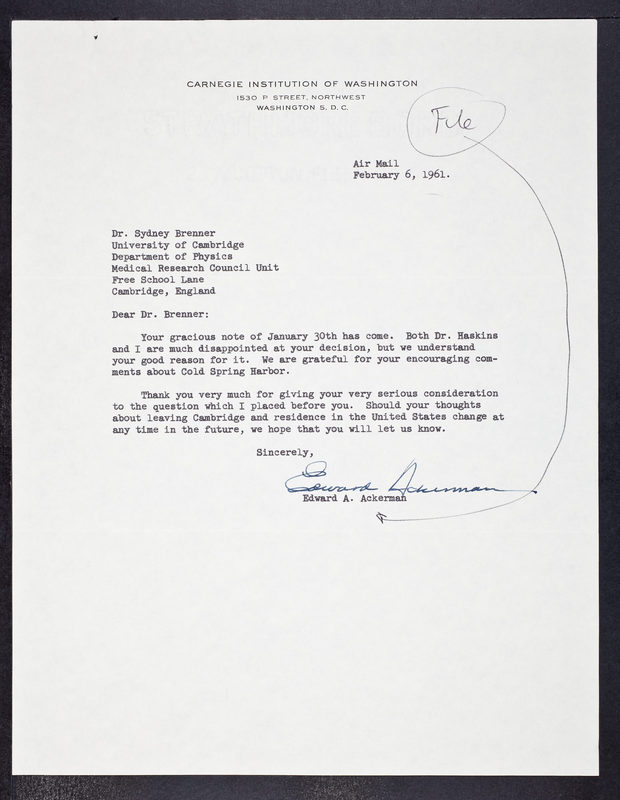 CARNEGIE INSTITUTION OF WASHINGTON
1530 P STREET, NORTHWEST
WASHINGTON 5, D. C.
File
Air Mail
February 6, 1961.
Dr. Sydney Brenner
University of Cambridge
Department of Physics
Medical Research Council Unit
Free School Lane
Cambridge, England
Dear Dr. Brenner:
Your gracious note of January 30th has come. Both Dr. Haskins
and I are much disappointed at your decision, but we understand
your good reason for it. We are grateful for your encouraging com-
ments about Cold Spring Harbor.
Thank you very much for giving your very serious consideration
to the question which I placed before you. Should your thoughts
about leaving Cambridge and residence in the United States change at
any time in the future, we hope that you will let us know.
Sincerely,
Edward Ackerman
Edward A. Ackerman